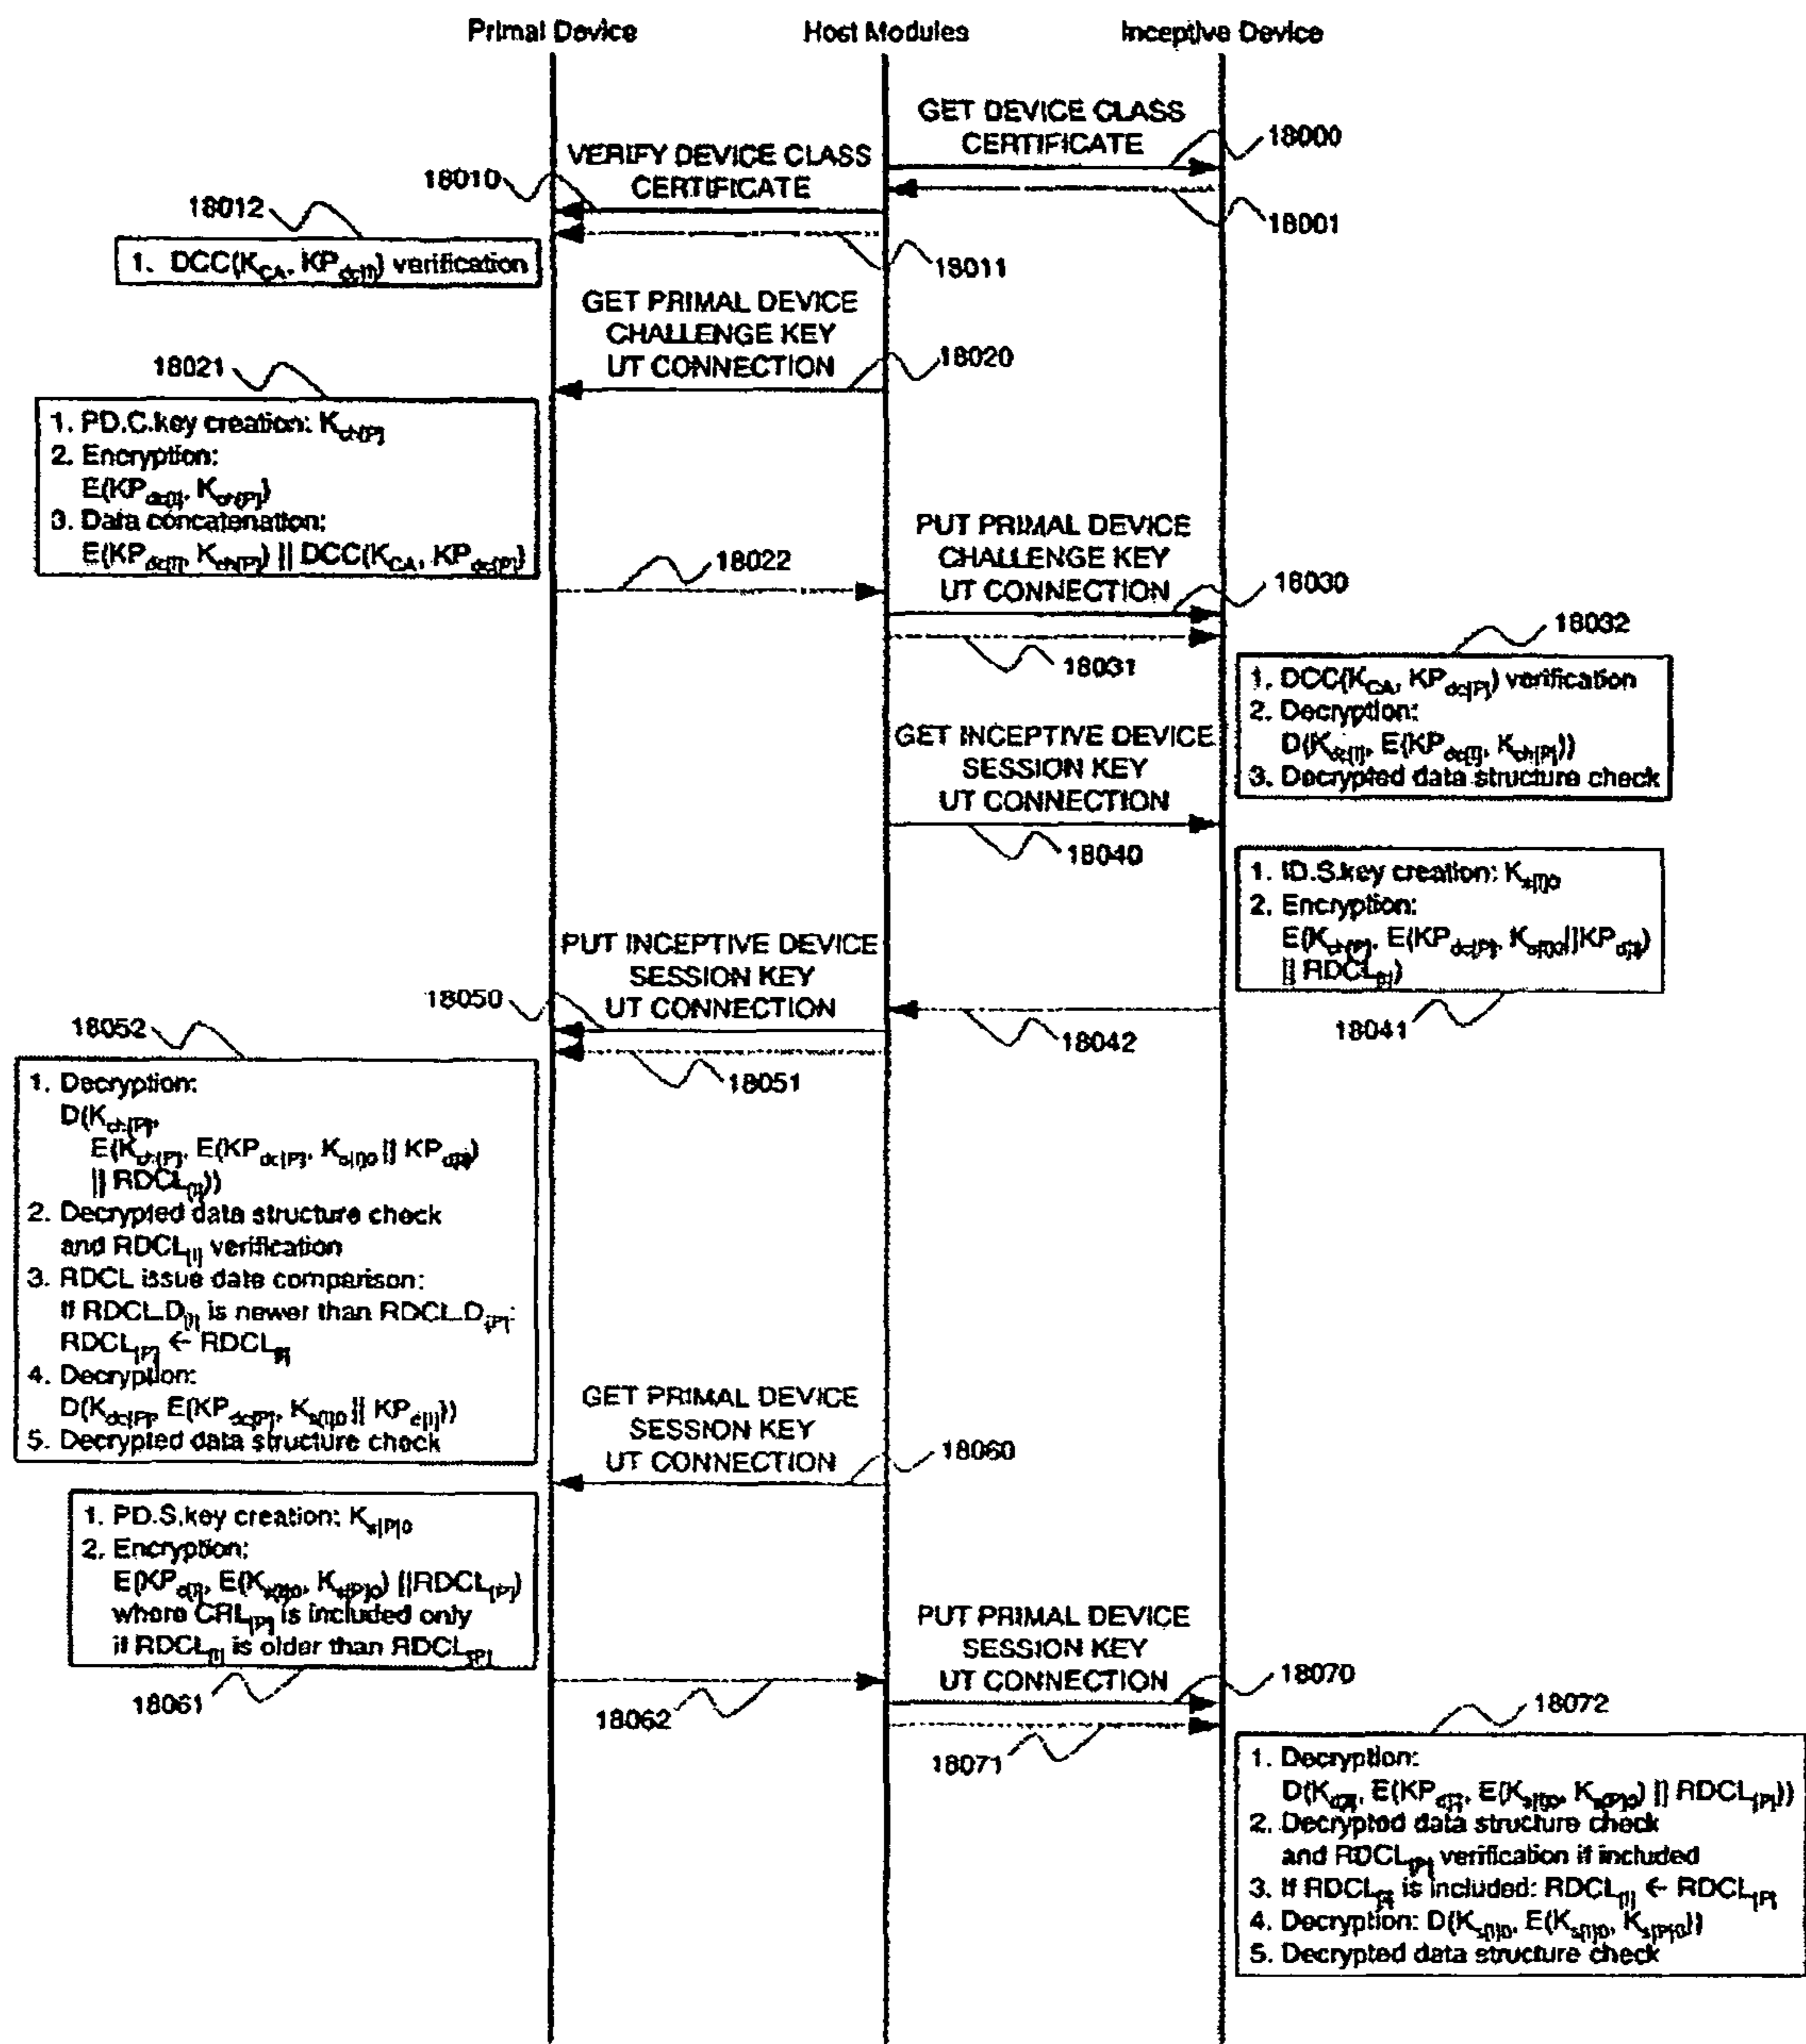 Primal Device
Host Modules
Inceptive Device
GET DEVICE CLASS
CERTIFICATE
18000
VERIFY DEVICE CLASS
CERTIFICATE
18010
18001
18012
18011
1. DCC(K_CA, KP_dc[I]) verification
GET PRIMAL DEVICE
CHALLENGE KEY
UT CONNECTION
18020
18021
1. PD.C.key creation: K_ch[P]
2. Encryption:
E(KP_dc[I], K_ch[P])
3. Data concatenation:
E(KP_dc[I], K_ch[P]) || DCC(K_CA, KP_dc[P])
18022
PUT PRIMAL DEVICE
CHALLENGE KEY
UT CONNECTION
18030
18031
18032
1. DCC(K_CA, KP_dc[P]) verification
2. Decryption:
D(K_dc[I], E(KP_dc[I], K_ch[P]))
3. Decrypted data structure check
GET INCEPTIVE DEVICE
SESSION KEY
UT CONNECTION
18040
1. ID.S.key creation: K_s[I]0
2. Encryption:
E(K_ch[P], E(KP_dc[P], K_s[I]0||KP_d[I])
|| RDCL_[I])
18041
18042
PUT INCEPTIVE DEVICE
SESSION KEY
UT CONNECTION
18050
18051
18052
1. Decryption:
D(K_ch[P],
E(K_ch[P], E(KP_dc[P], K_s[I]0 || KP_d[I])
|| RDCL_[I]))
2. Decrypted data structure check
and RDCL_[I] verification
3. RDCL issue date comparison:
If RDCL.D_[I] is newer than RDCL.D_[P]:
RDCL_[P] ← RDCL_[I]
4. Decryption:
D(K_dc[P], E(KP_dc[P], K_s[I]0 || KP_d[I]))
5. Decrypted data structure check
GET PRIMAL DEVICE
SESSION KEY
UT CONNECTION
18060
1. PD.S.key creation: K_s[P]0
2. Encryption:
E(KP_d[I], E(K_s[I]0, K_s[P]0) ||RDCL_[P])
where CRL_[P] is included only
if RDCL_[I] is older than RDCL_[P]
18061
18062
PUT PRIMAL DEVICE
SESSION KEY
UT CONNECTION
18070
18071
18072
1. Decryption:
D(K_d[I], E(KP_d[I], E(K_s[I]0, K_s[P]0) || RDCL_[P]))
2. Decrypted data structure check
and RDCL_[P] verification if included
3. If RDCL is included: RDCL_[I] ← RDCL_[P]
4. Decryption: D(K_s[I]0, E(K_s[I]0, K_s[P]0))
5. Decrypted data structure check